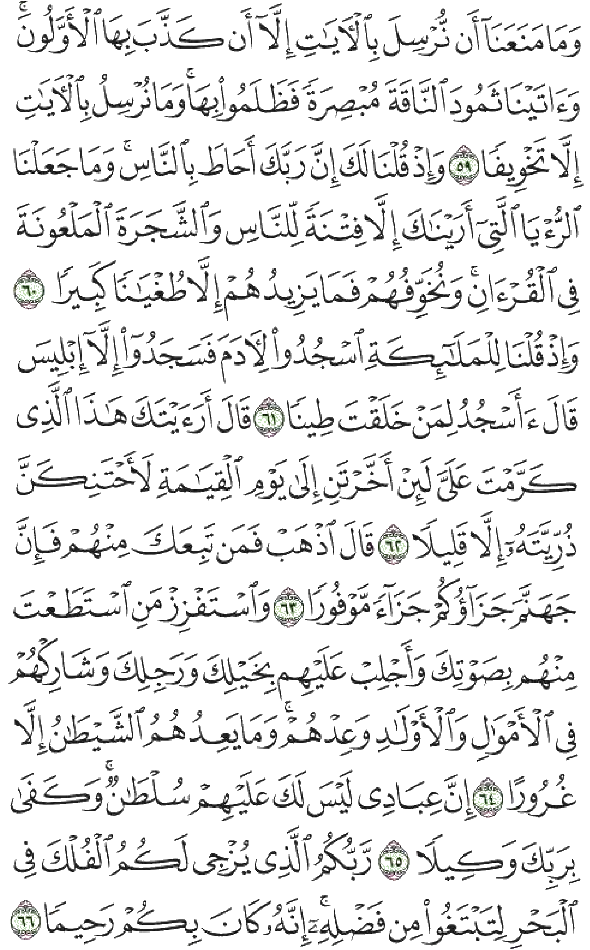 وَمَا مَنَعَنَآ أَن نُّرْسِلَ بِٱلْـَٔايَـٰتِ إِلَّآ أَن كَذَّبَ بِهَا ٱلْأَوَّلُونَ ۚ
وَءَاتَيْنَا ثَمُودَ ٱلنَّاقَةَ مُبْصِرَةً فَظَلَمُوا۟ بِهَا ۚ وَمَا نُرْسِلُ بِٱلْـَٔايَـٰتِ
إِلَّا تَخْوِيفًا ٥٩ وَإِذْ قُلْنَا لَكَ إِنَّ رَبَّكَ أَحَاطَ بِٱلنَّاسِ ۚ وَمَا جَعَلْنَا
ٱلرُّءْيَا ٱلَّتِىٓ أَرَيْنَـٰكَ إِلَّا فِتْنَةً لِّلنَّاسِ وَٱلشَّجَرَةَ ٱلْمَلْعُونَةَ
فِى ٱلْقُرْءَانِ ۚ وَنُخَوِّفُهُمْ فَمَا يَزِيدُهُمْ إِلَّا طُغْيَـٰنًا كَبِيرًا ٦٠
وَإِذْ قُلْنَا لِلْمَلَـٰٓئِكَةِ ٱسْجُدُوا۟ لِـَٔادَمَ فَسَجَدُوٓا۟ إِلَّآ إِبْلِيسَ
قَالَ ءَأَسْجُدُ لِمَنْ خَلَقْتَ طِينًا ٦١ قَالَ أَرَءَيْتَكَ هَـٰذَا ٱلَّذِى
كَرَّمْتَ عَلَىَّ لَئِنْ أَخَّرْتَنِ إِلَىٰ يَوْمِ ٱلْقِيَـٰمَةِ لَأَحْتَنِكَنَّ
ذُرِّيَّتَهُۥٓ إِلَّا قَلِيلًا ٦٢ قَالَ ٱذْهَبْ فَمَن تَبِعَكَ مِنْهُمْ فَإِنَّ
جَهَنَّمَ جَزَآؤُكُمْ جَزَآءً مَّوْفُورًا ٦٣ وَٱسْتَفْزِزْ مَنِ ٱسْتَطَعْتَ
مِنْهُم بِصَوْتِكَ وَأَجْلِبْ عَلَيْهِم بِخَيْلِكَ وَرَجِلِكَ وَشَارِكْهُمْ
فِى ٱلْأَمْوَٰلِ وَٱلْأَوْلَـٰدِ وَعِدْهُمْ ۚ وَمَا يَعِدُهُمُ ٱلشَّيْطَـٰنُ إِلَّا
غُرُورًا ٦٤ إِنَّ عِبَادِى لَيْسَ لَكَ عَلَيْهِمْ سُلْطَـٰنٌ ۚ وَكَفَىٰ
بِرَبِّكَ وَكِيلًا ٦٥ رَّبُّكُمُ ٱلَّذِى يُزْجِى لَكُمُ ٱلْفُلْكَ فِى
ٱلْبَحْرِ لِتَبْتَغُوا۟ مِن فَضْلِهِۦٓ ۚ إِنَّهُۥ كَانَ بِكُمْ رَحِيمًا ٦٦